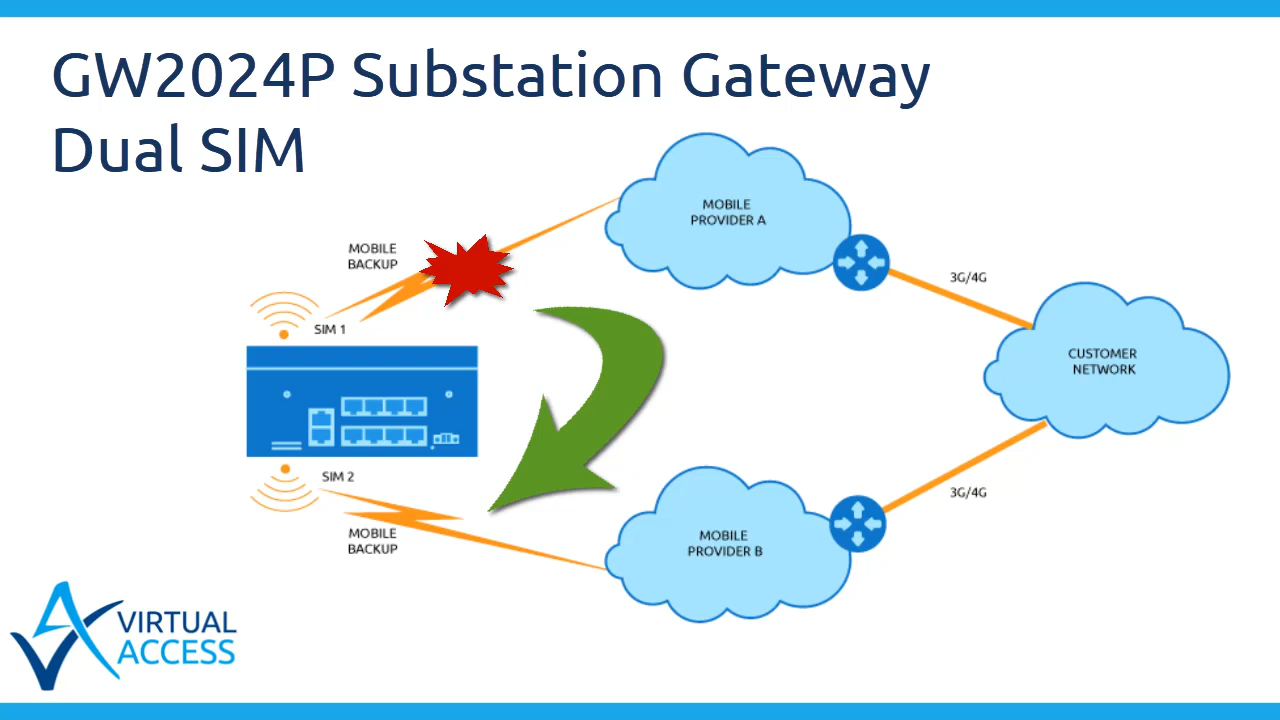 GW2024P Substation Gateway
Dual SIM
MOBILE
PROVIDER A
MOBILE
BACKUP
3G/4G
SIM 1
CUSTOMER
NETWORK
SIM 2
3G/4G
MOBILE
BACKUP
MOBILE
PROVIDER B
VIRTUAL
ACCESS